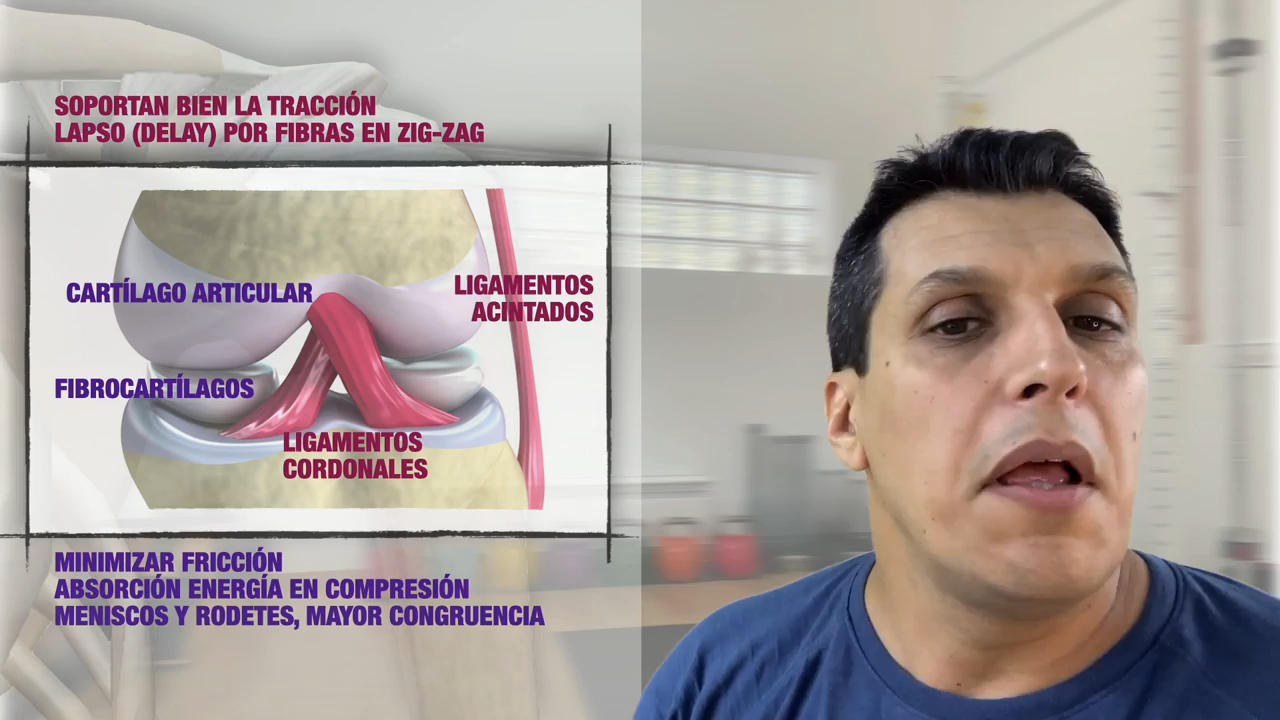 SOPORTAN BIEN LA TRACCIÓN
LAPSO (DELAY) POR FIBRAS EN ZIG-ZAG
CARTÍLAGO ARTICULAR
LIGAMENTOS
ACINTADOS
FIBROCARTÍLAGOS
LIGAMENTOS
CORDONALES
MINIMIZAR FRICCIÓN
ABSORCIÓN ENERGÍA EN COMPRESIÓN
MENISCOS Y RODETES, MAYOR CONGRUENCIA